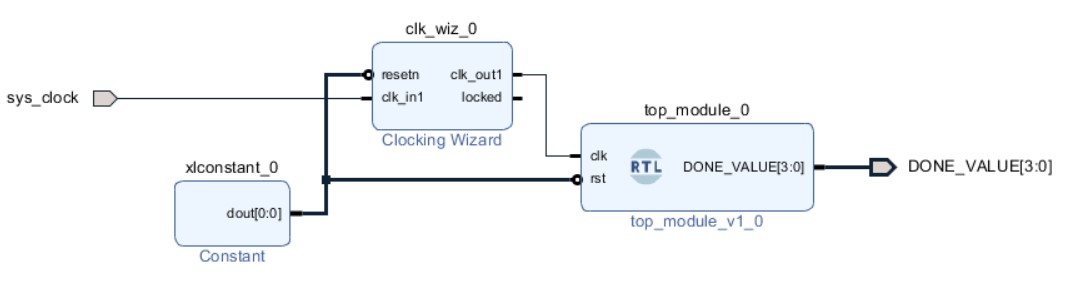 clk_wiz_0
resetn
clk_in1
clk_out1
locked
Clocking Wizard
sys_clock
top_module_0
clk
rst
RTL
DONE_VALUE[3:0]
DONE_VALUE[3:0]
top_module_v1_0
xlconstant_0
dout[0:0]
Constant